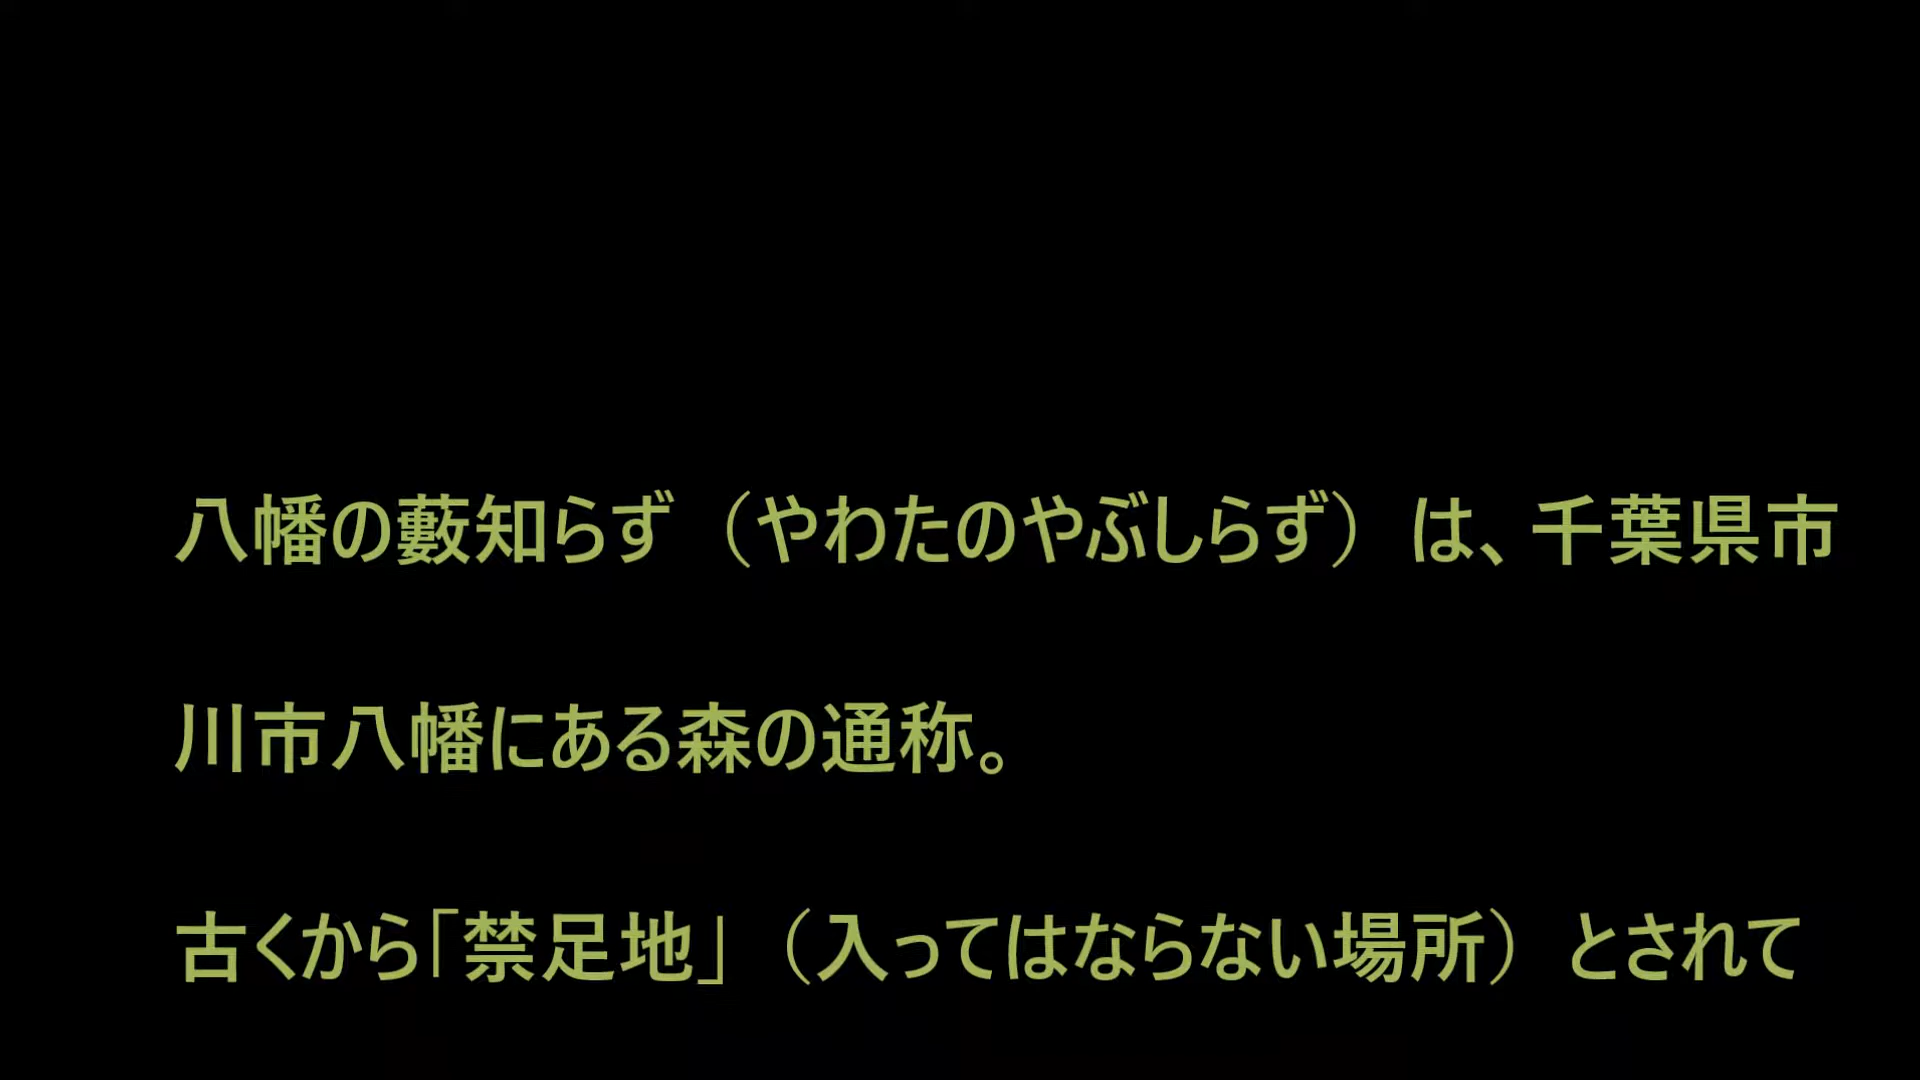 八幡の藪知らず（やわたのやぶしらず）は、千葉県市
川市八幡にある森の通称。
古くから「禁足地」（入ってはならない場所）とされて